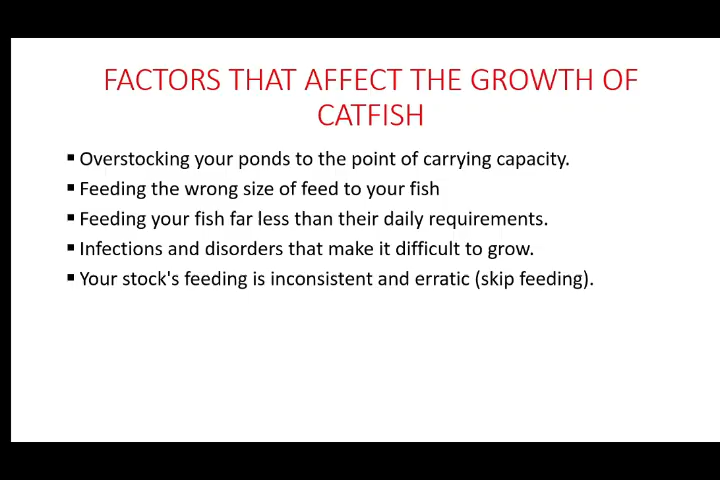 FACTORS THAT AFFECT THE GROWTH OF
CATFISH
▪ Overstocking your ponds to the point of carrying capacity.
▪ Feeding the wrong size of feed to your fish
▪ Feeding your fish far less than their daily requirements.
▪ Infections and disorders that make it difficult to grow.
▪ Your stock's feeding is inconsistent and erratic (skip feeding).